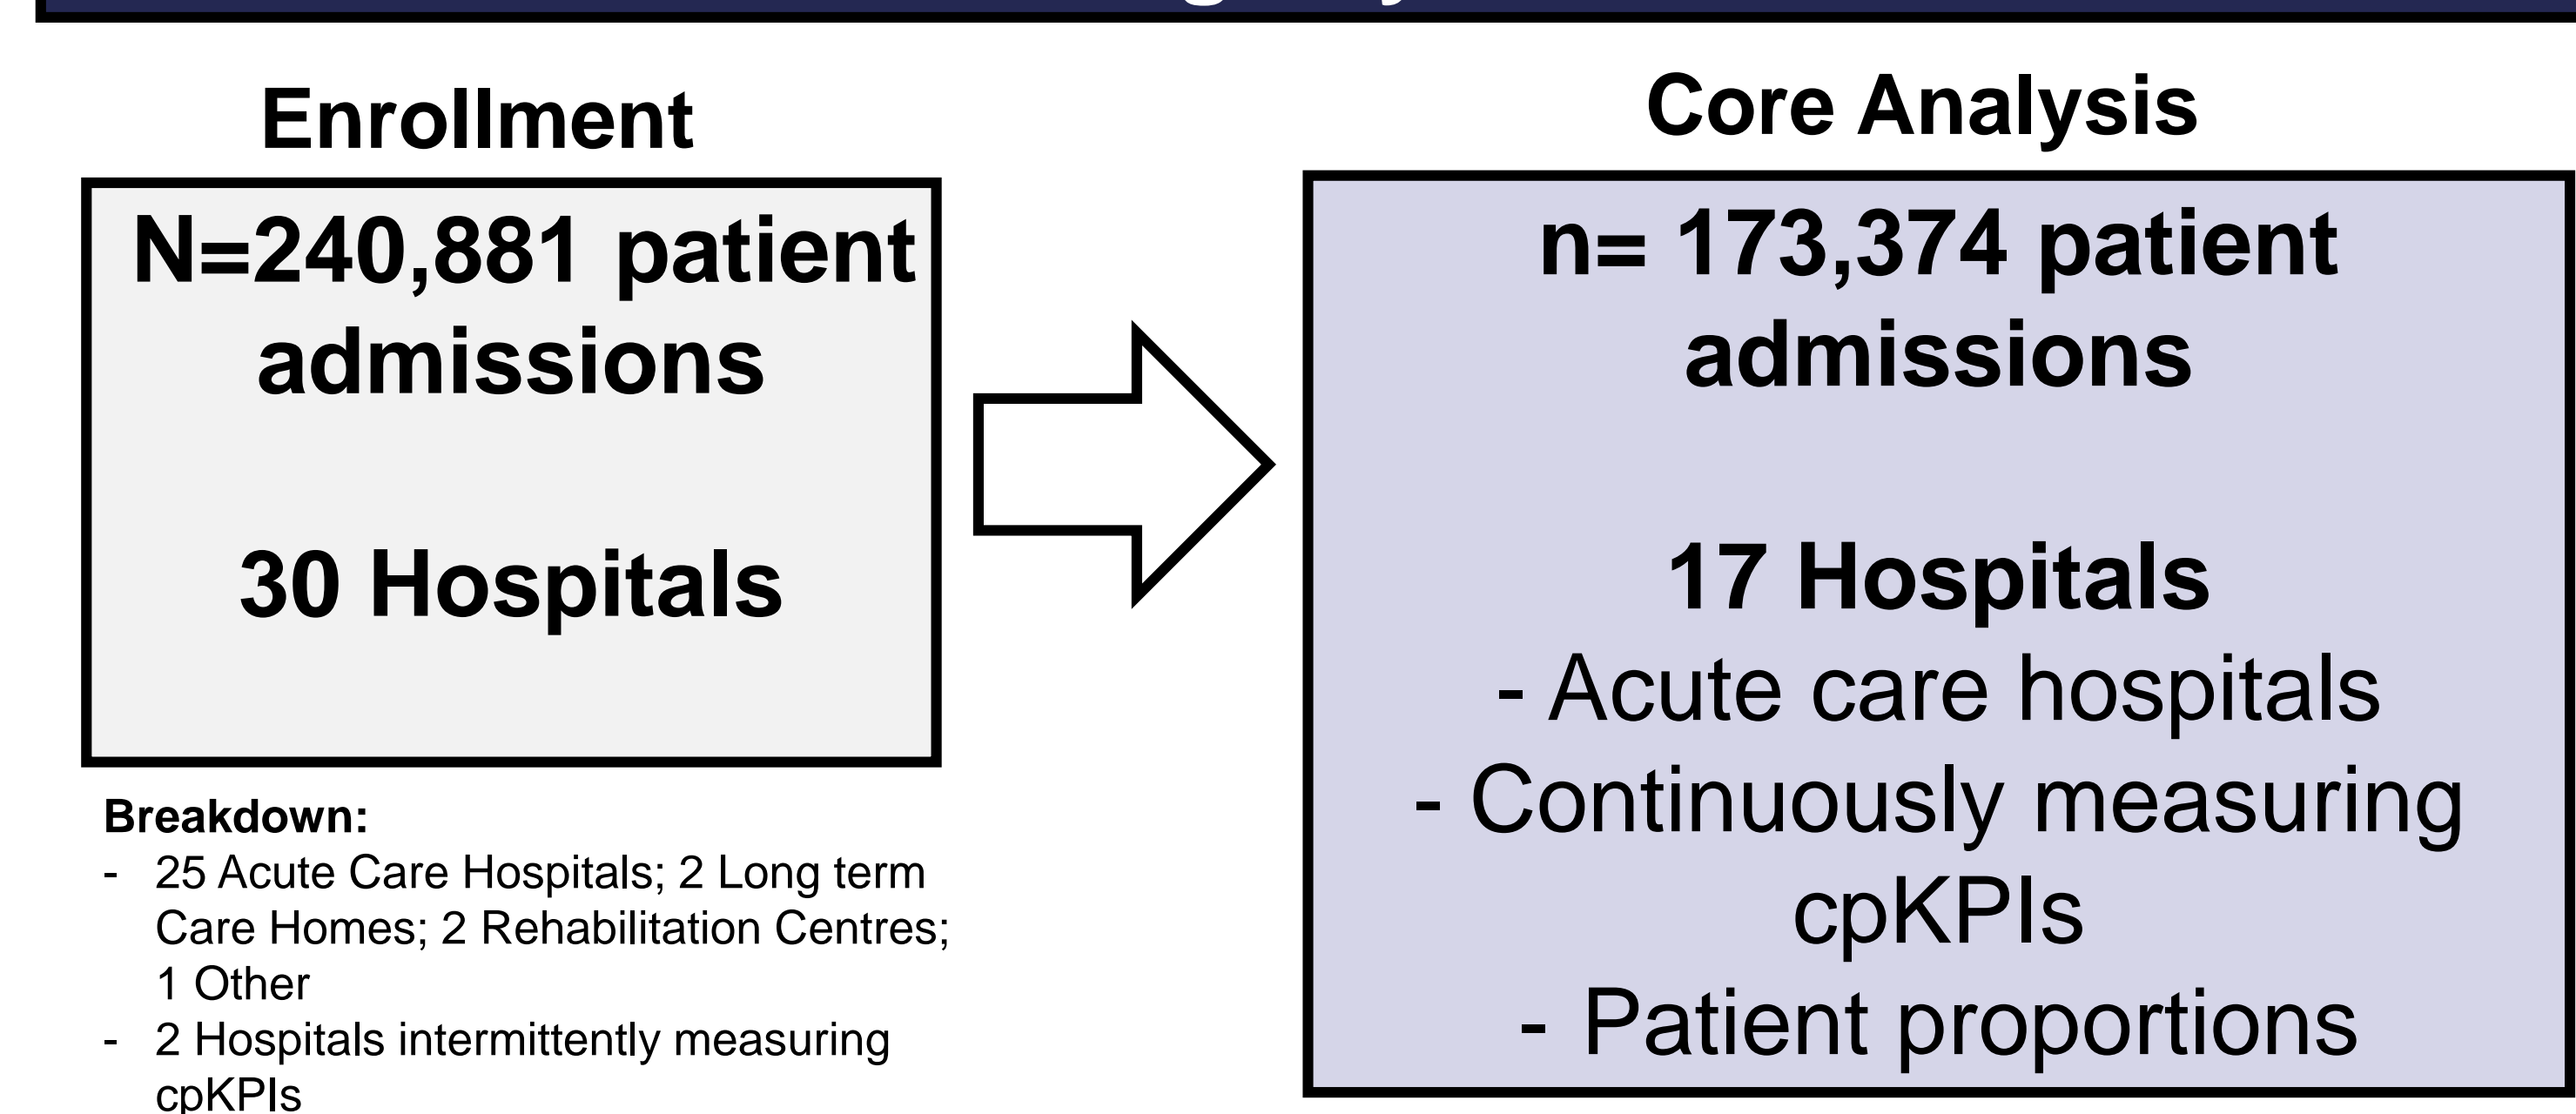 Enrollment
N=240,881 patient
admissions
30 Hospitals
Breakdown:
- 25 Acute Care Hospitals; 2 Long term
Care Homes; 2 Rehabilitation Centres;
1 Other
- 2 Hospitals intermittently measuring
cpKPIs
Core Analysis
n= 173,374 patient
admissions
17 Hospitals
- Acute care hospitals
- Continuously measuring
cpKPIs
- Patient proportions